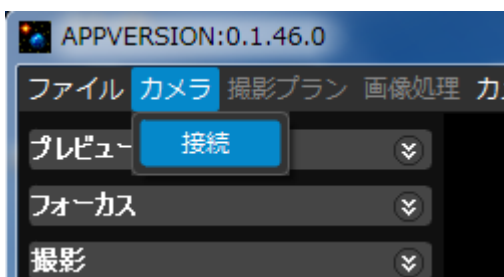 APPVERSION:0.1.46.0
ファイル カメラ 撮影プラン 画像処理
接続
プレビュー
フォーカス
撮影